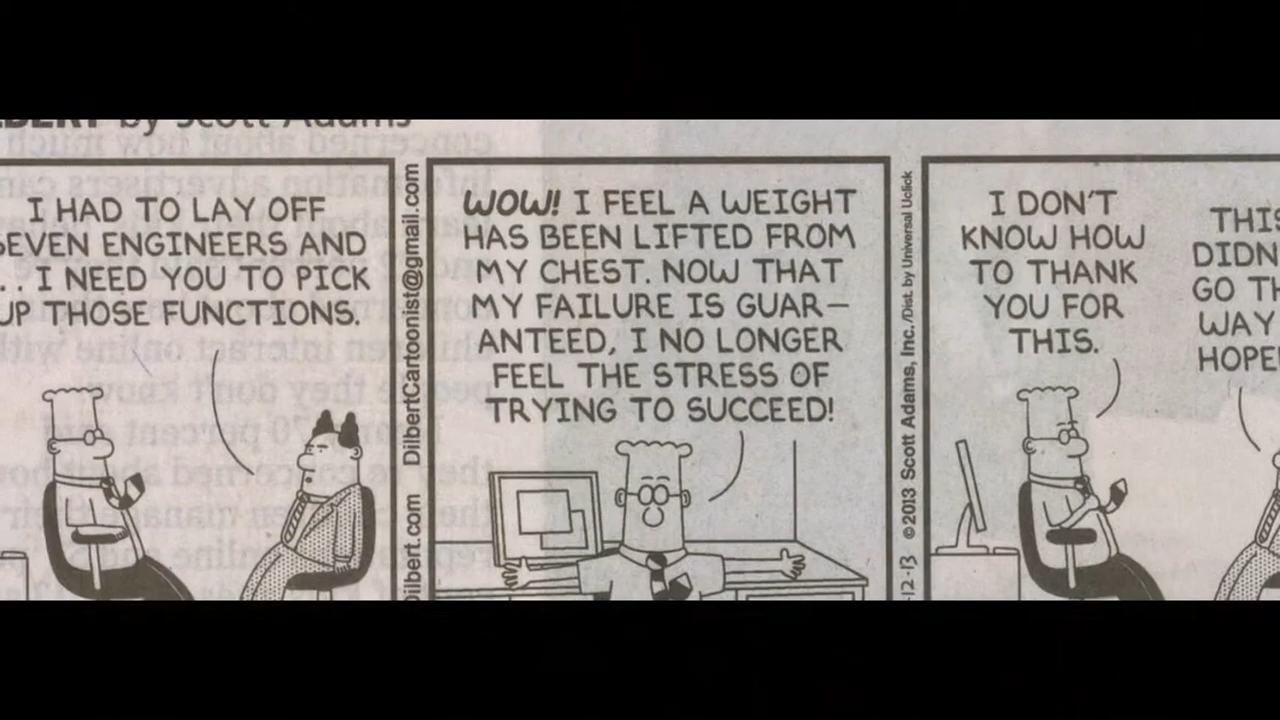 by Scott Adams
I HAD TO LAY OFF
SEVEN ENGINEERS AND
. . I NEED YOU TO PICK
UP THOSE FUNCTIONS.
DilbertCartoonist@gmail.com
Dilbert.com
WOW! I FEEL A WEIGHT
HAS BEEN LIFTED FROM
MY CHEST. NOW THAT
MY FAILURE IS GUAR-
ANTEED, I NO LONGER
FEEL THE STRESS OF
TRYING TO SUCCEED!
-12-13 ©2013 Scott Adams, Inc. /Dist. by Universal Uclick
I DON'T
KNOW HOW
TO THANK
YOU FOR
THIS.
THIS
DIDN
GO TH
WAY
HOPE